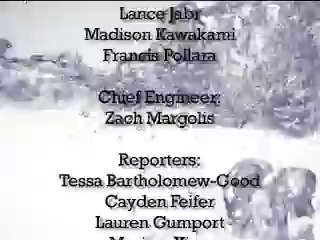 Lance Jabr
Madison Kawakami
Francis Pollara
Chief Engineer:
Zach Margolis
Reporters:
Tessa Bartholomew-Good
Cayden Feifer
Lauren Gumport